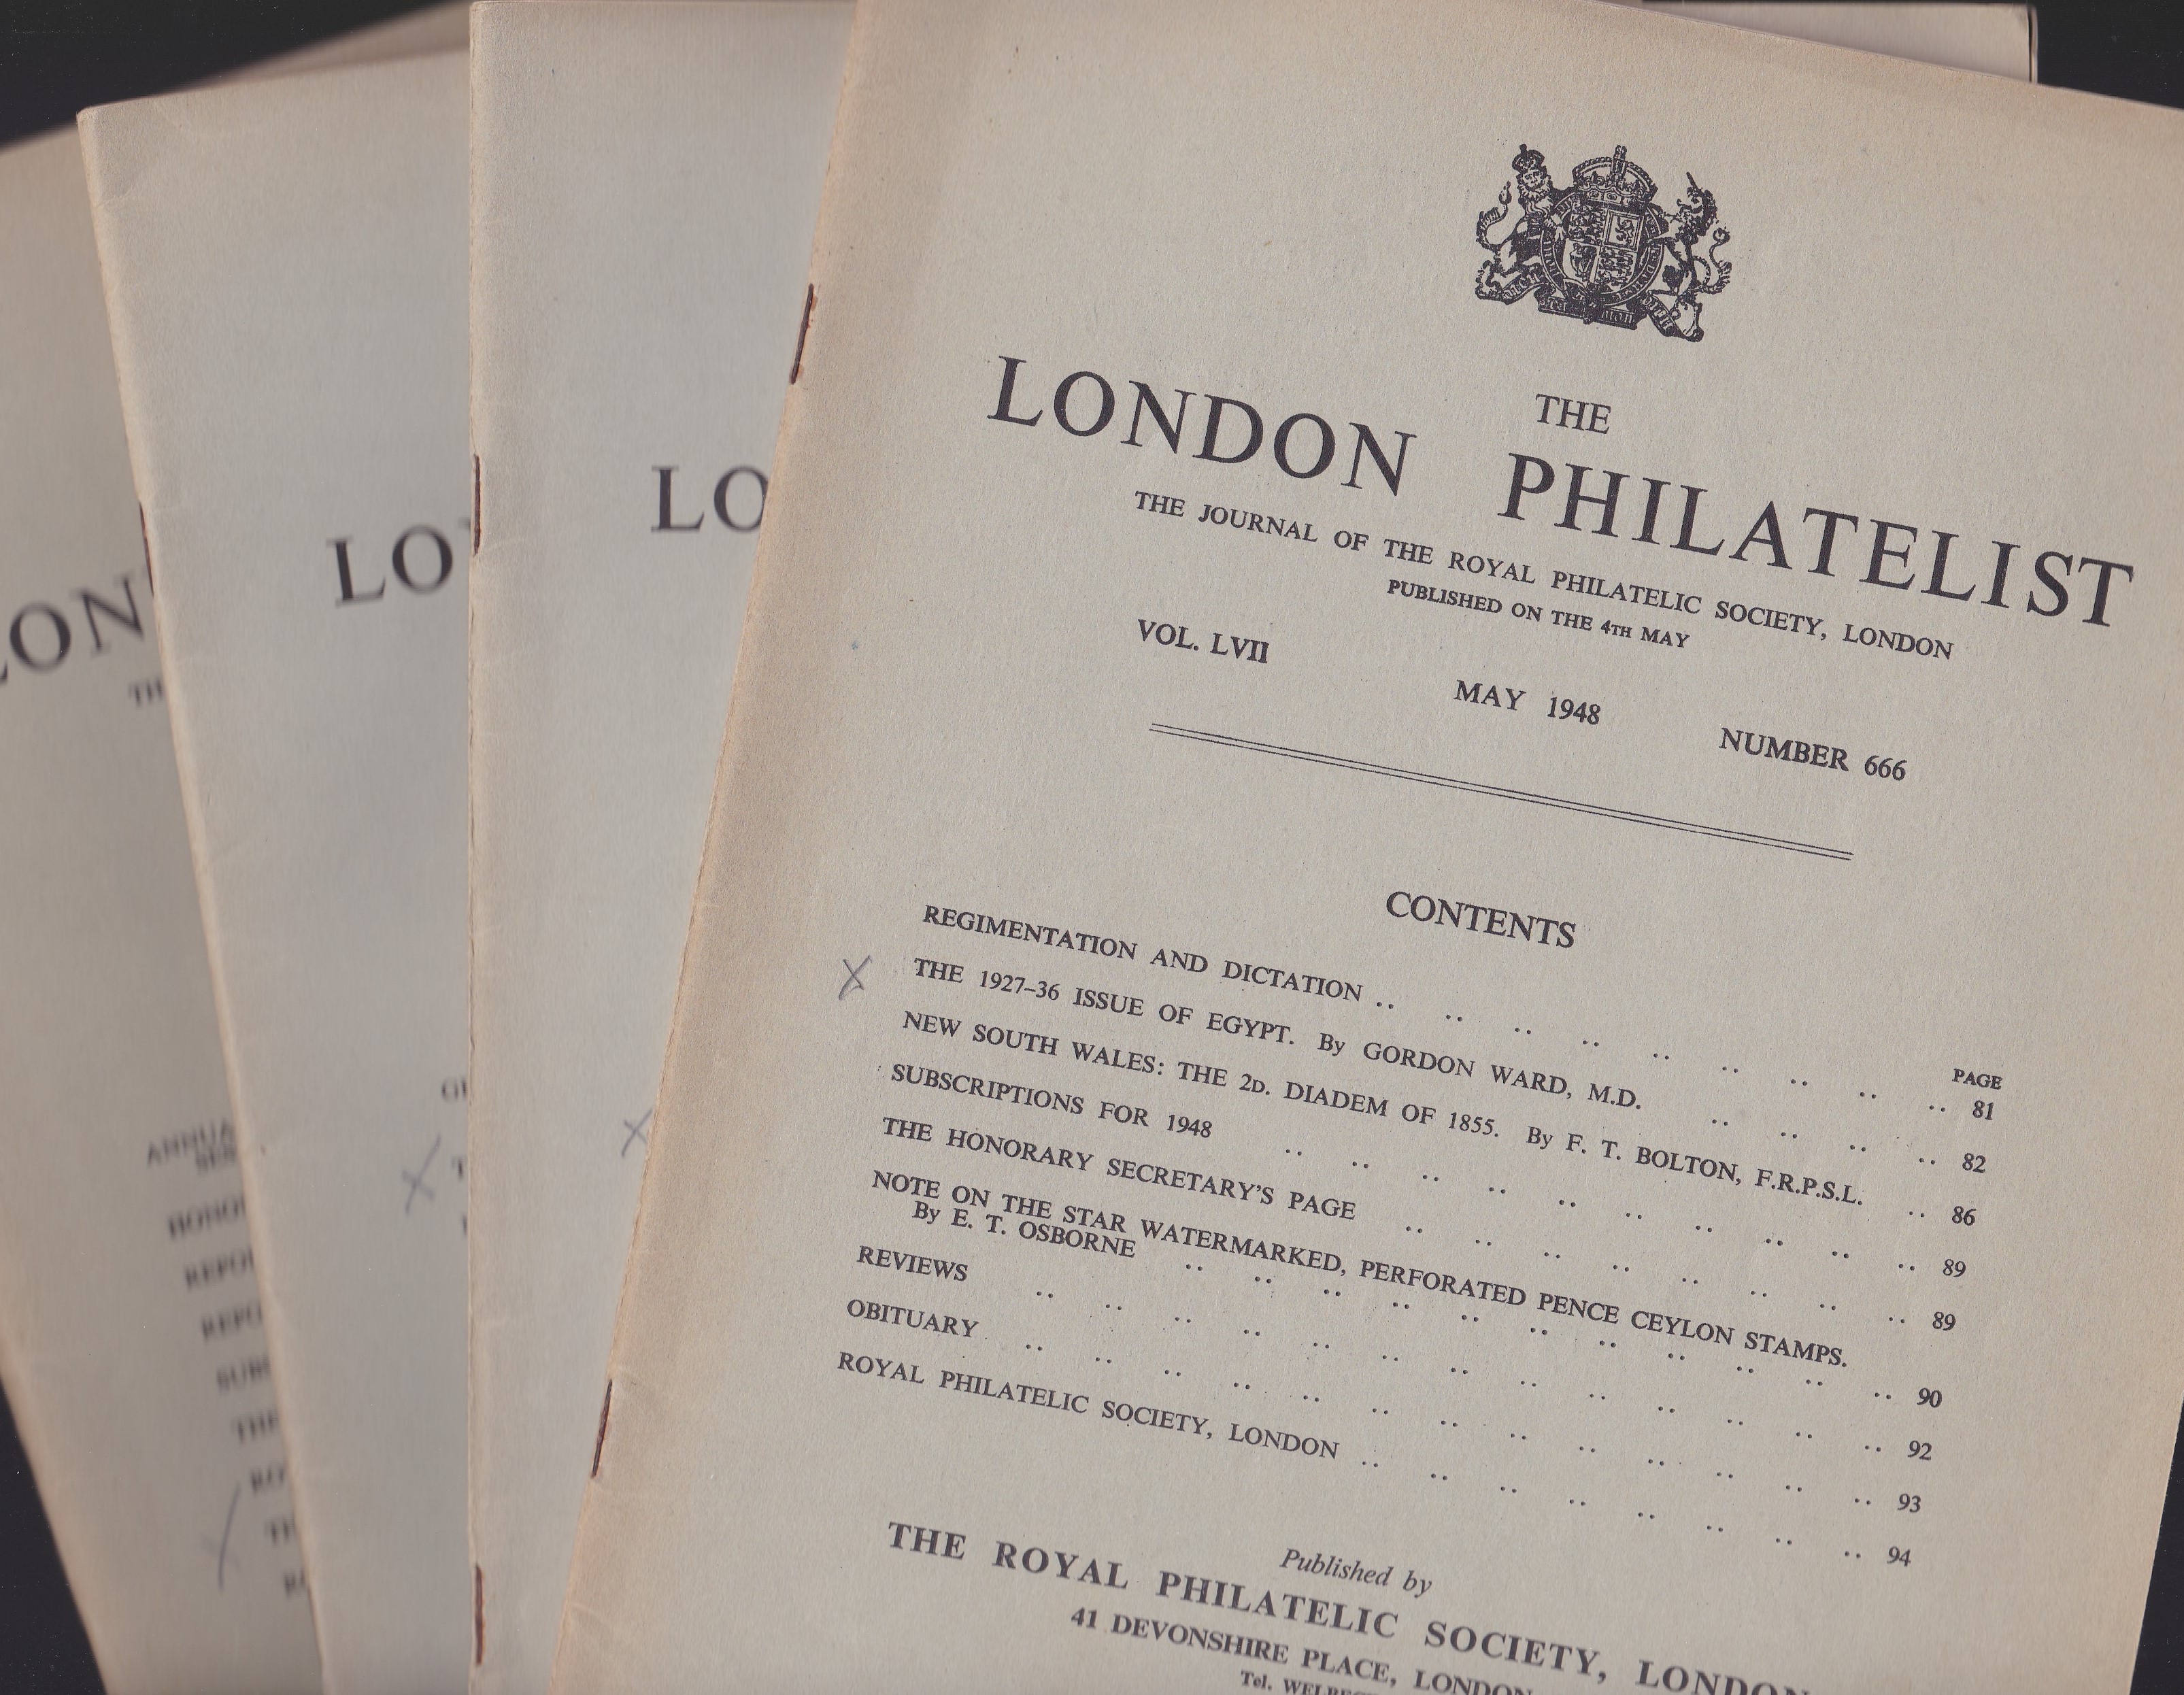 THE
LONDON PHILATELIST
THE JOURNAL OF THE ROYAL PHILATELIC SOCIETY, LONDON
PUBLISHED ON THE 4TH MAY
VOL. LVII MAY 1948 NUMBER 666
CONTENTS
PAGE
REGIMENTATION AND DICTATION .. .. .. .. .. .. .. .. .. 81
THE 1927–36 ISSUE OF EGYPT. By GORDON WARD, M.D. .. .. .. .. 82
NEW SOUTH WALES: THE 2D. DIADEM OF 1855. By F. T. BOLTON, F.R.P.S.L. .. 86
SUBSCRIPTIONS FOR 1948 .. .. .. .. .. .. .. .. .. .. 89
THE HONORARY SECRETARY'S PAGE .. .. .. .. .. .. .. .. 89
NOTE ON THE STAR WATERMARKED, PERFORATED PENCE CEYLON STAMPS.
By E. T. OSBORNE .. .. .. .. .. .. .. .. .. .. .. 90
REVIEWS .. .. .. .. .. .. .. .. .. .. .. .. .. 92
OBITUARY .. .. .. .. .. .. .. .. .. .. .. .. .. 93
ROYAL PHILATELIC SOCIETY, LONDON .. .. .. .. .. .. .. .. 94
Published by
THE ROYAL PHILATELIC SOCIETY, LONDON
41 DEVONSHIRE PLACE, LONDON
Tel.
LO
LO
LON